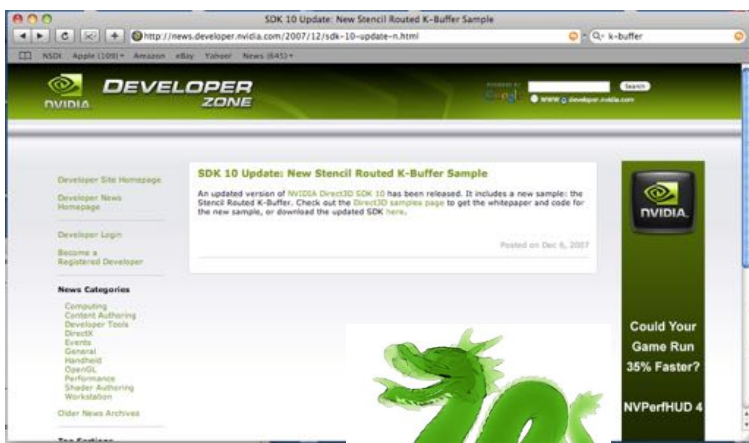 SDK 10 Update: New Stencil Routed K-Buffer Sample
http://news.developer.nvidia.com/2007/12/sdk-10-update-n.html
k-buffer
NSDI Apple (109) Amazon eBay Yahoo! News (645)
NVIDIA
DEVELOPER
ZONE
Google
Search
WWW developer.nvidia.com
Developer Site Homepage
Developer News
Homepage
Developer Login
Become a
Registered Developer
News Categories
Computing
Content Authoring
Developer Tools
DirectX
Events
General
Handheld
OpenGL
Performance
Shader Authoring
Workstation
Older News Archives
SDK 10 Update: New Stencil Routed K-Buffer Sample
An updated version of NVIDIA Direct3D SDK 10 has been released. It includes a new sample: the
Stencil Routed K-Buffer. Check out the Direct3D samples page to get the whitepaper and code for
the new sample, or download the updated SDK here.
Posted on Dec 6, 2007
NVIDIA.
Could Your
Game Run
35% Faster?
NVPerfHUD 4